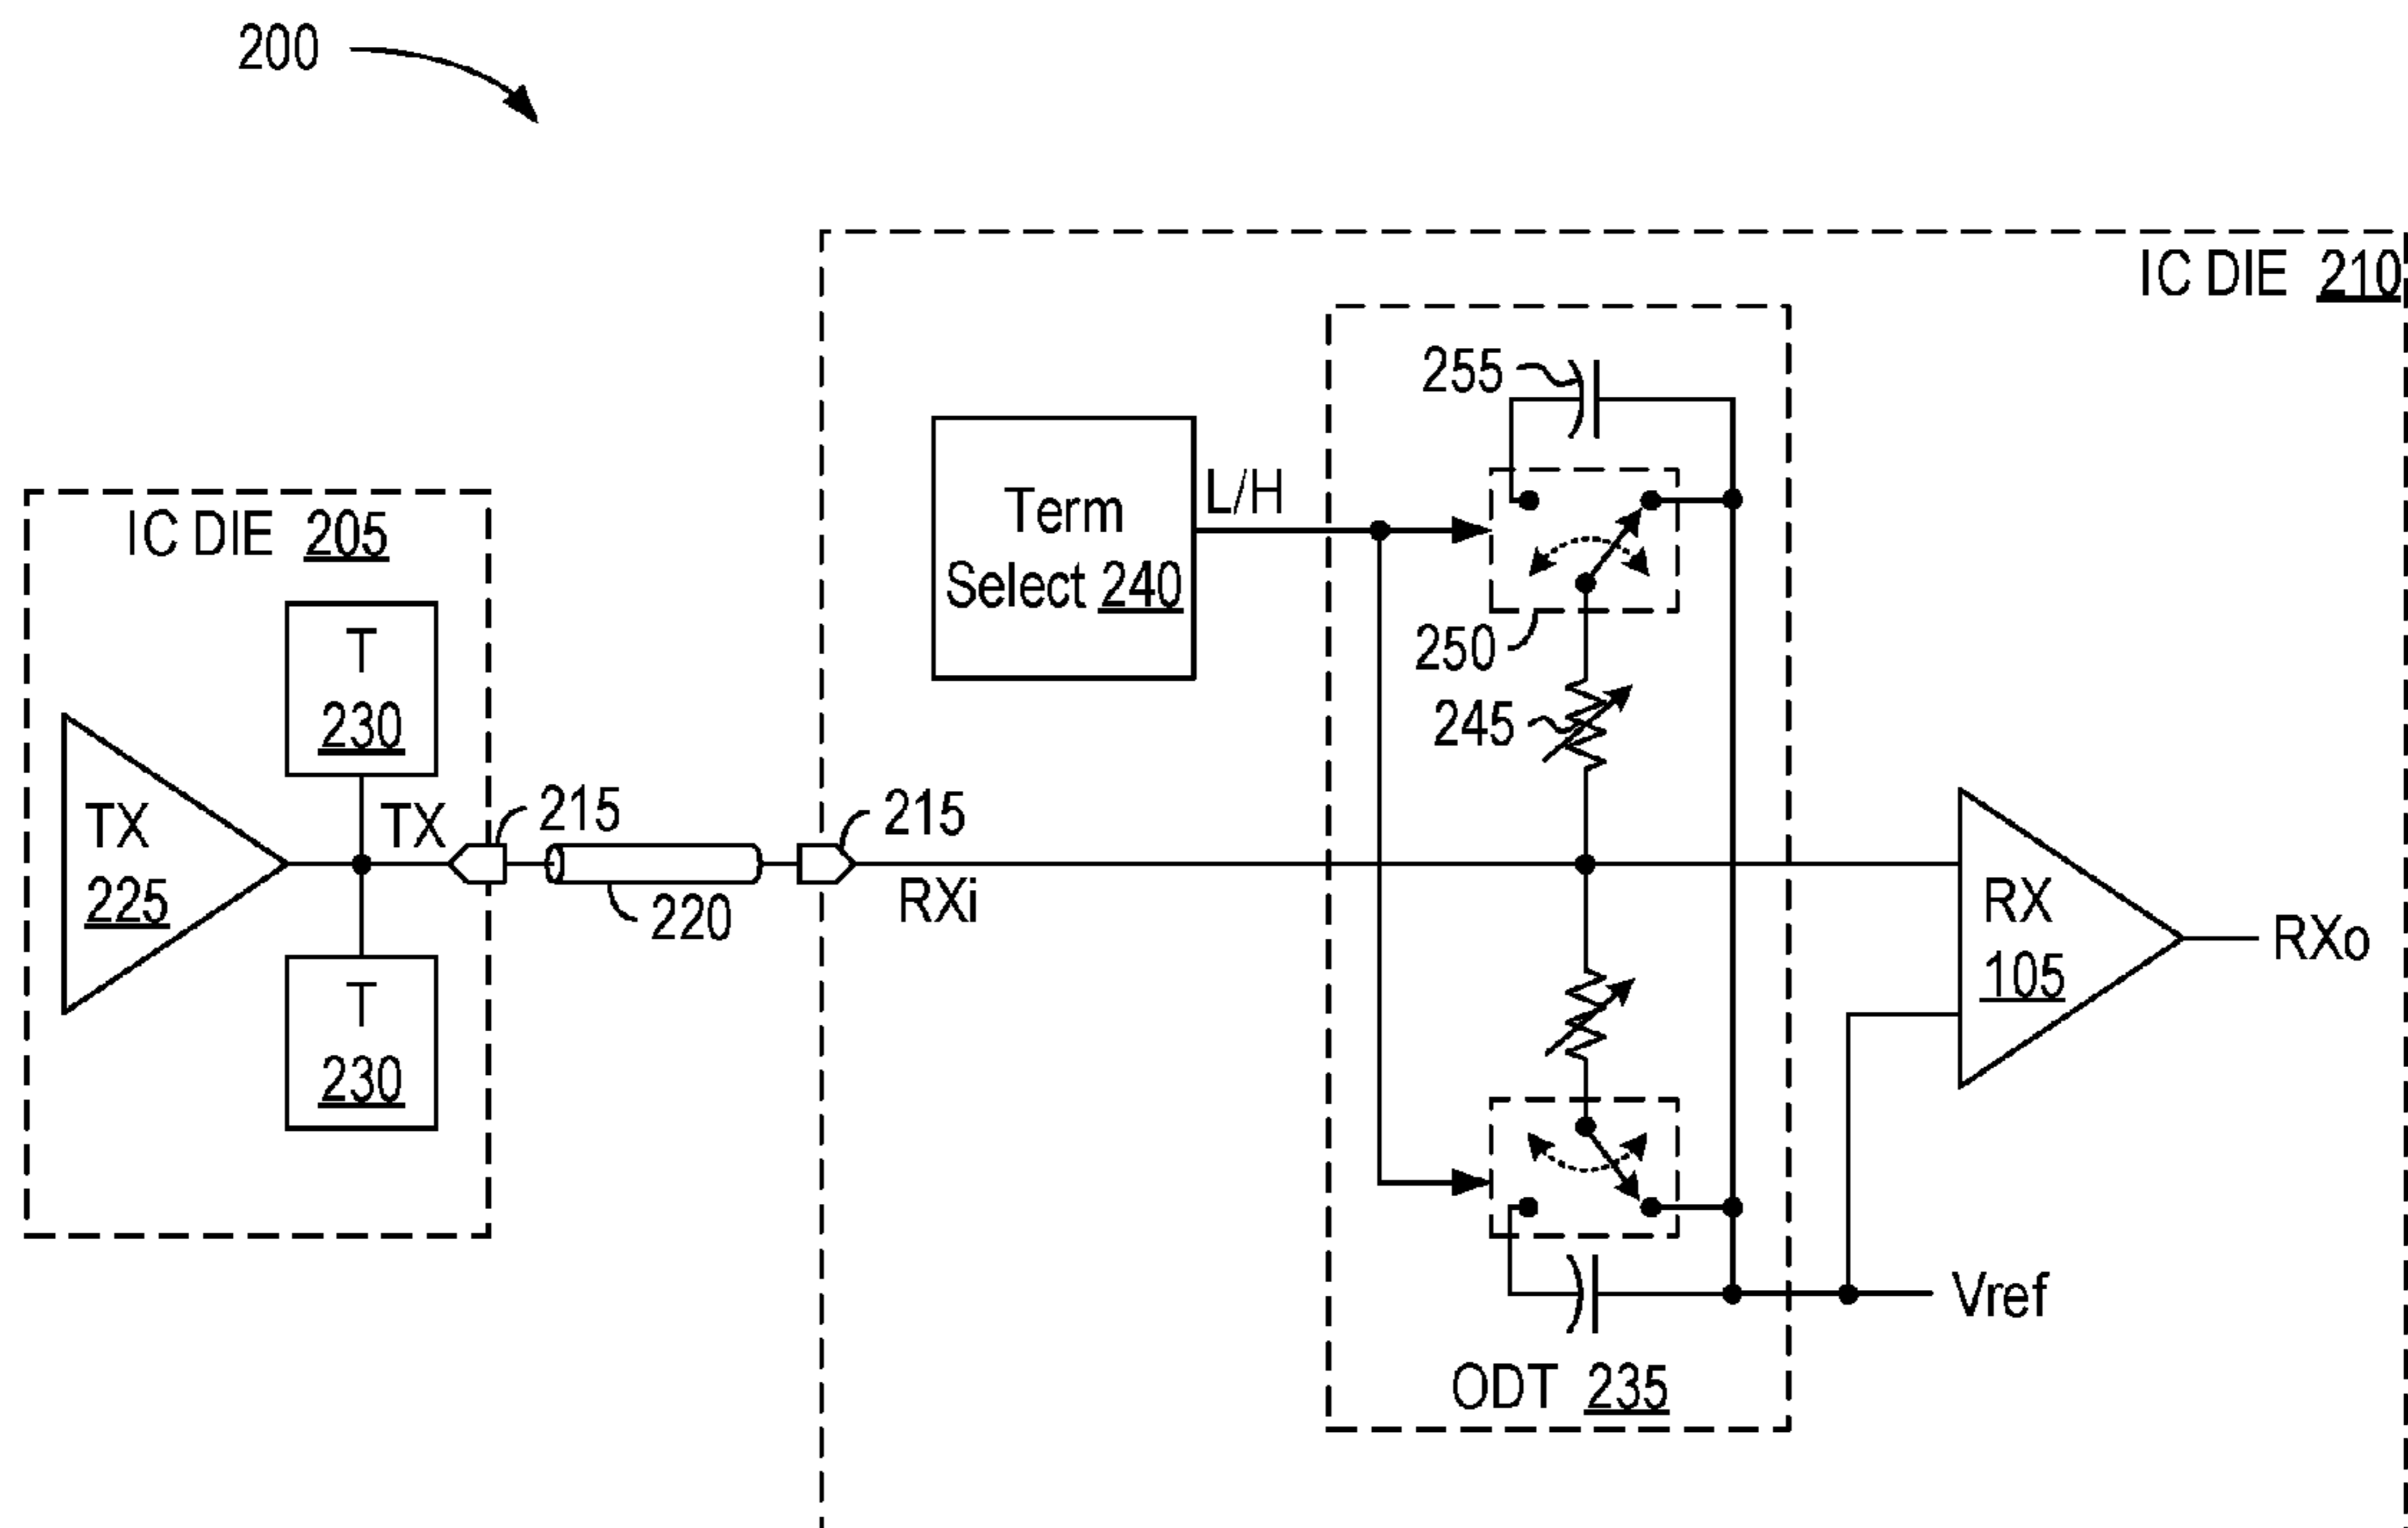 200
IC DIE 210
255
Term
Select 240
L/H
IC DIE 205
250
T
230
245
TX
225
TX
215
215
220
RXi
RX
105
RXo
T
230
Vref
ODT 235